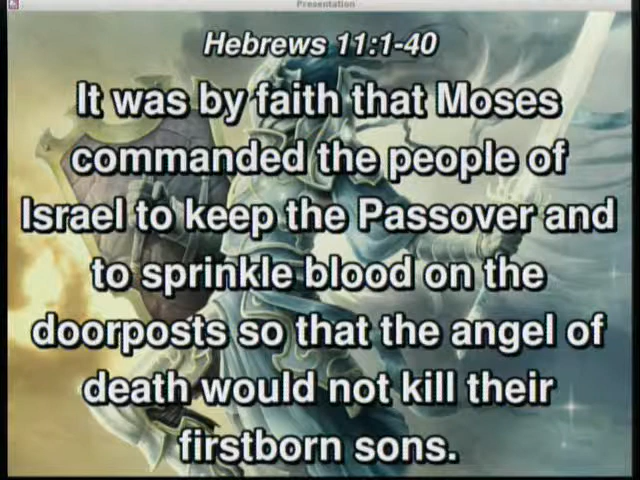 Presentation
Hebrews 11:1-40
It was by faith that Moses
commanded the people of
Israel to keep the Passover and
to sprinkle blood on the
doorposts so that the angel of
death would not kill their
firstborn sons.